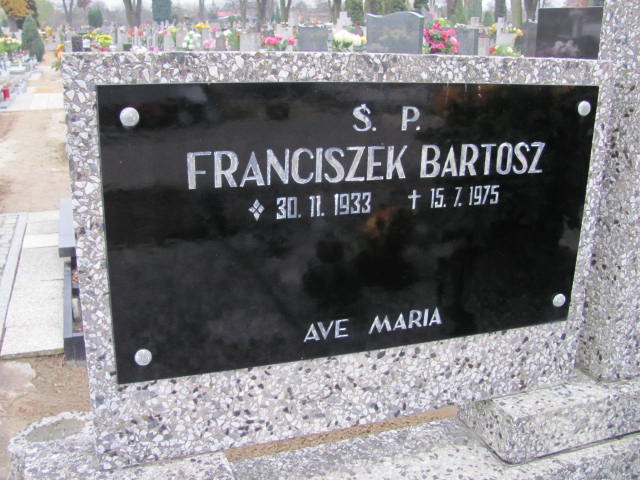 Ś. P.
FRANCISZEK BARTOSZ
30. 11. 1933 † 15. 7. 1975
AVE MARIA